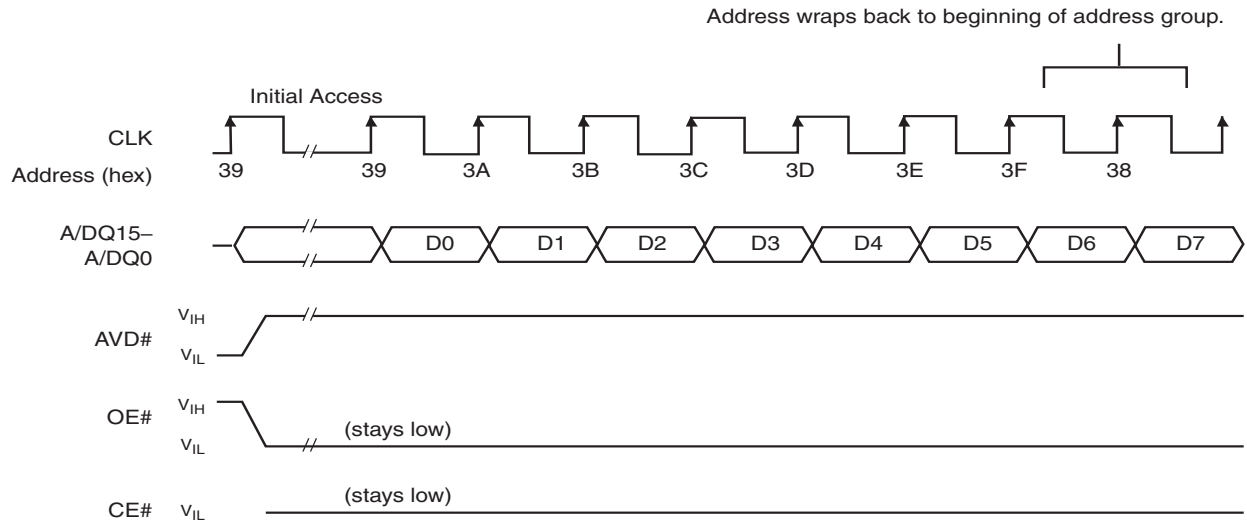 Address wraps back to beginning of address group.
Initial Access
CLK
Address (hex) 39 39 3A 3B 3C 3D 3E 3F 38
A/DQ15–
A/DQ0
D0 D1 D2 D3 D4 D5 D6 D7
AVD#
VIH
VIL
OE#
VIH
VIL
(stays low)
CE#
VIL
(stays low)